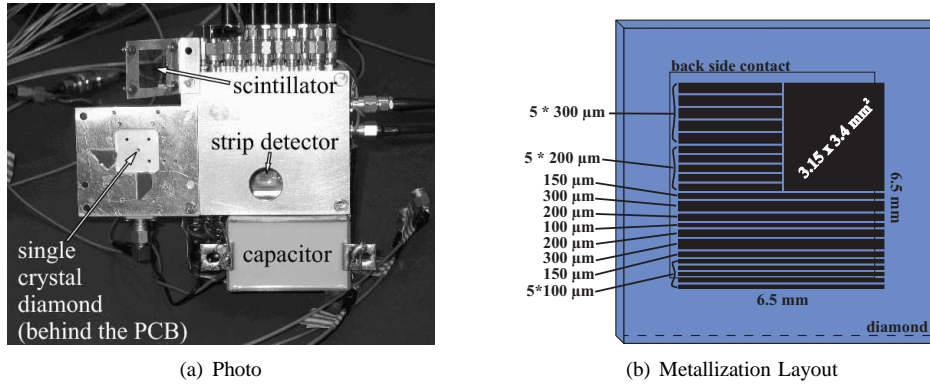 scintillator
strip detector
capacitor
single
crystal
diamond
(behind the PCB)
(a) Photo
back side contact
5 * 300 µm
5 * 200 µm
150 µm
300 µm
200 µm
100 µm
200 µm
300 µm
150 µm
5*100 µm
3.15 x 3.4 mm²
6.5 mm
6.5 mm
diamond
(b) Metallization Layout